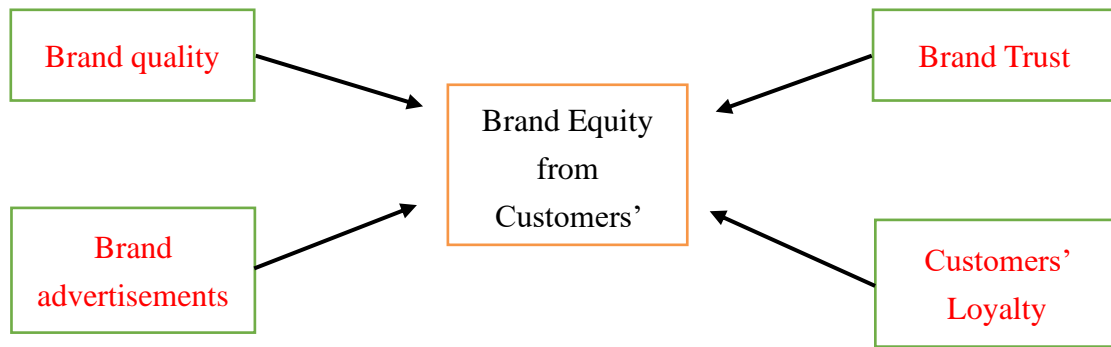 Brand quality
Brand Trust
Brand Equity
from
Customers’
Brand
advertisements
Customers’
Loyalty